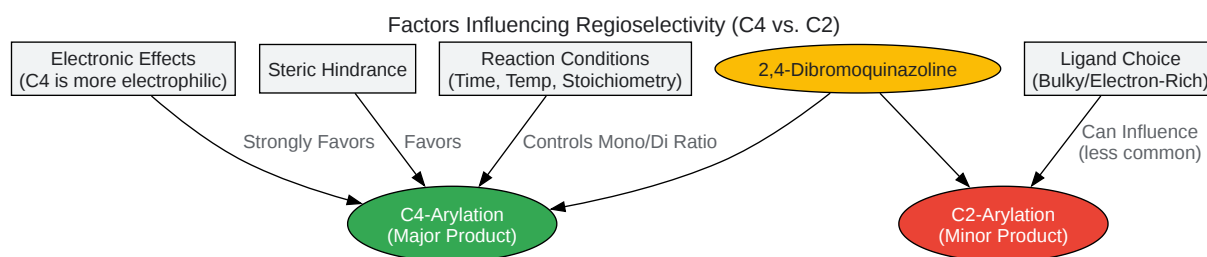 Factors Influencing Regioselectivity (C4 vs. C2)
Electronic Effects
(C4 is more electrophilic)
Steric Hindrance
Reaction Conditions
(Time, Temp, Stoichiometry)
2,4-Dibromoquinazoline
Ligand Choice
(Bulky/Electron-Rich)
Strongly Favors
Favors
Controls Mono/Di Ratio
Can Influence
(less common)
C4-Arylation
(Major Product)
C2-Arylation
(Minor Product)